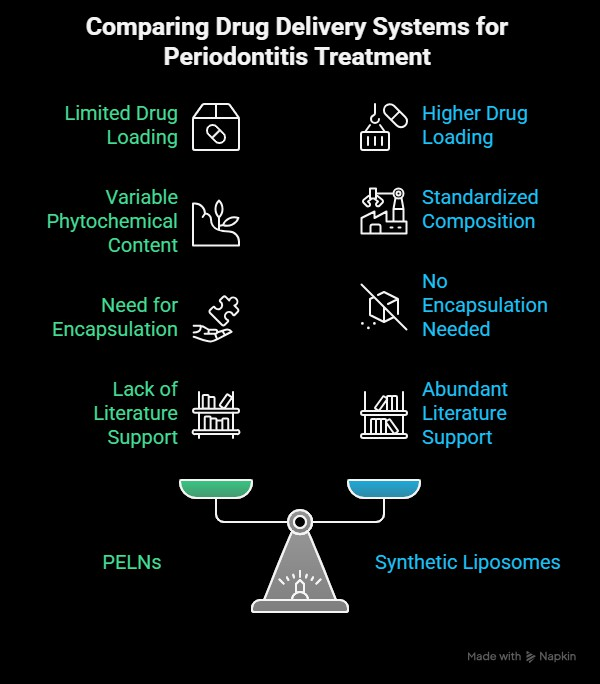 Comparing Drug Delivery Systems for
Periodontitis Treatment
Limited Drug
Loading
Higher Drug
Loading
Variable
Phytochemical
Content
Standardized
Composition
Need for
Encapsulation
No
Encapsulation
Needed
Lack of
Literature
Support
Abundant
Literature
Support
PELNs
Synthetic Liposomes
Made with Napkin